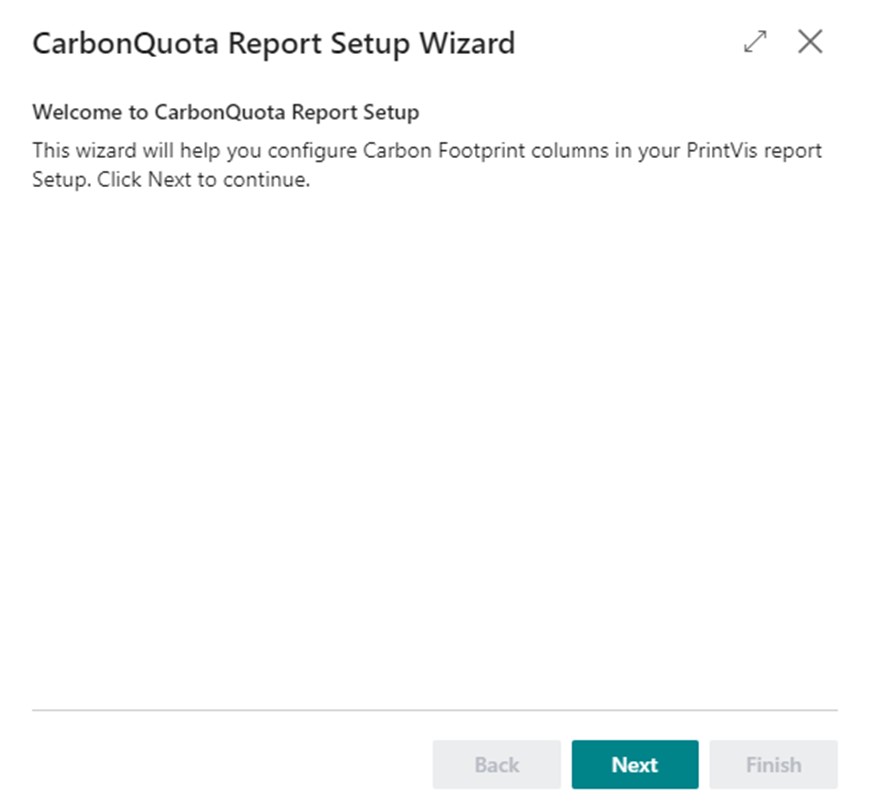 CarbonQuota Report Setup Wizard
Welcome to CarbonQuota Report Setup
This wizard will help you configure Carbon Footprint columns in your PrintVis report
Setup. Click Next to continue.
Back
Next
Finish